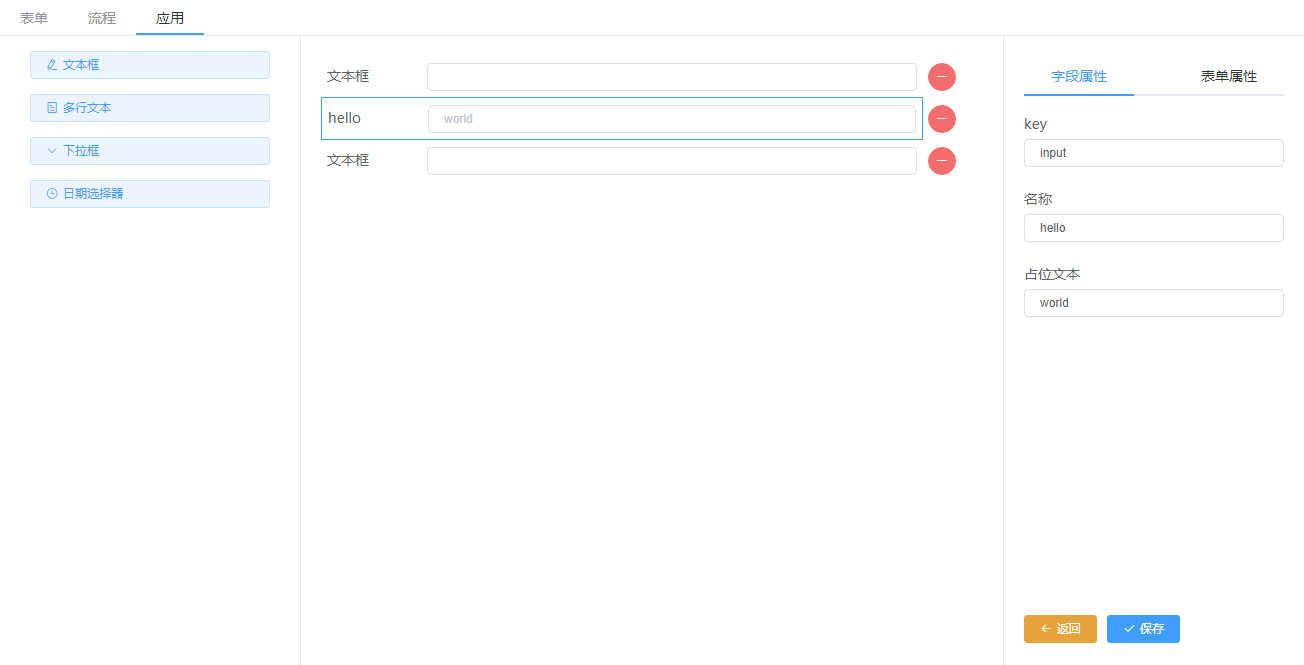 表单 流程 应用
文本框
多行文本
下拉框
日期选择器
文本框
hello world
文本框
字段属性 表单属性
key
input
名称
hello
占位文本
world
返回 保存